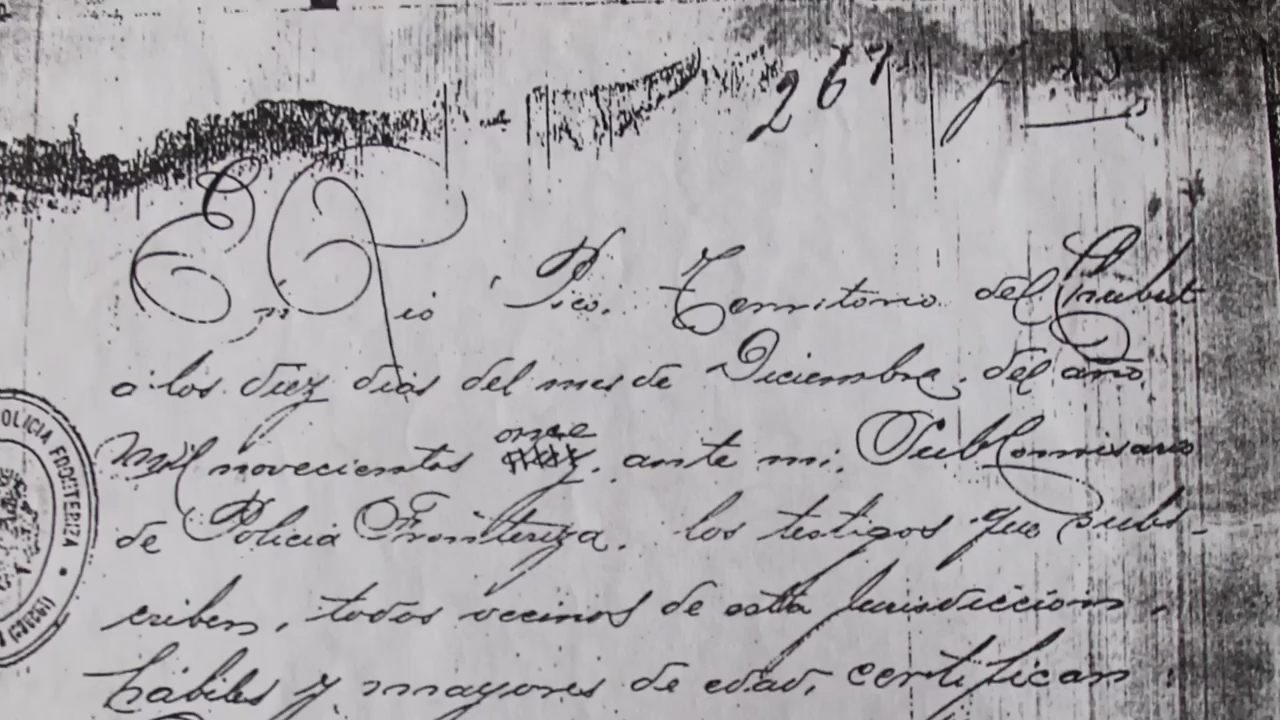 267
En Rio Pico, Territorio del Chubut
a los diez dias del mes de Diciembre, del año
Mil novecientos once, ante mi, Sub Comisario
de Policia Fronteriza, los testigos que subs-
criben, todos vecinos de esta Jurisdiccion,
hábiles y mayores de edad, certifican:
POLICIA FRONTERIZA